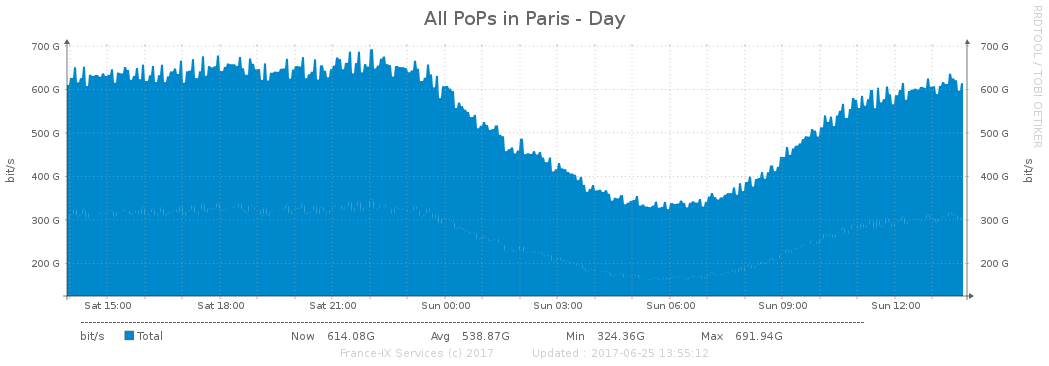 All PoPs in Paris - Day
RRDTOOL / TOBI OETIKER
bit/s
700 G
600 G
500 G
400 G
300 G
200 G
700 G
600 G
500 G
400 G
300 G
200 G
bit/s
Sat 15:00 Sat 18:00 Sat 21:00 Sun 00:00 Sun 03:00 Sun 06:00 Sun 09:00 Sun 12:00
bit/s Total Now 614.08G Avg 538.87G Min 324.36G Max 691.94G
France-IX Services (c) 2017 Updated : 2017-06-25 13:55:12